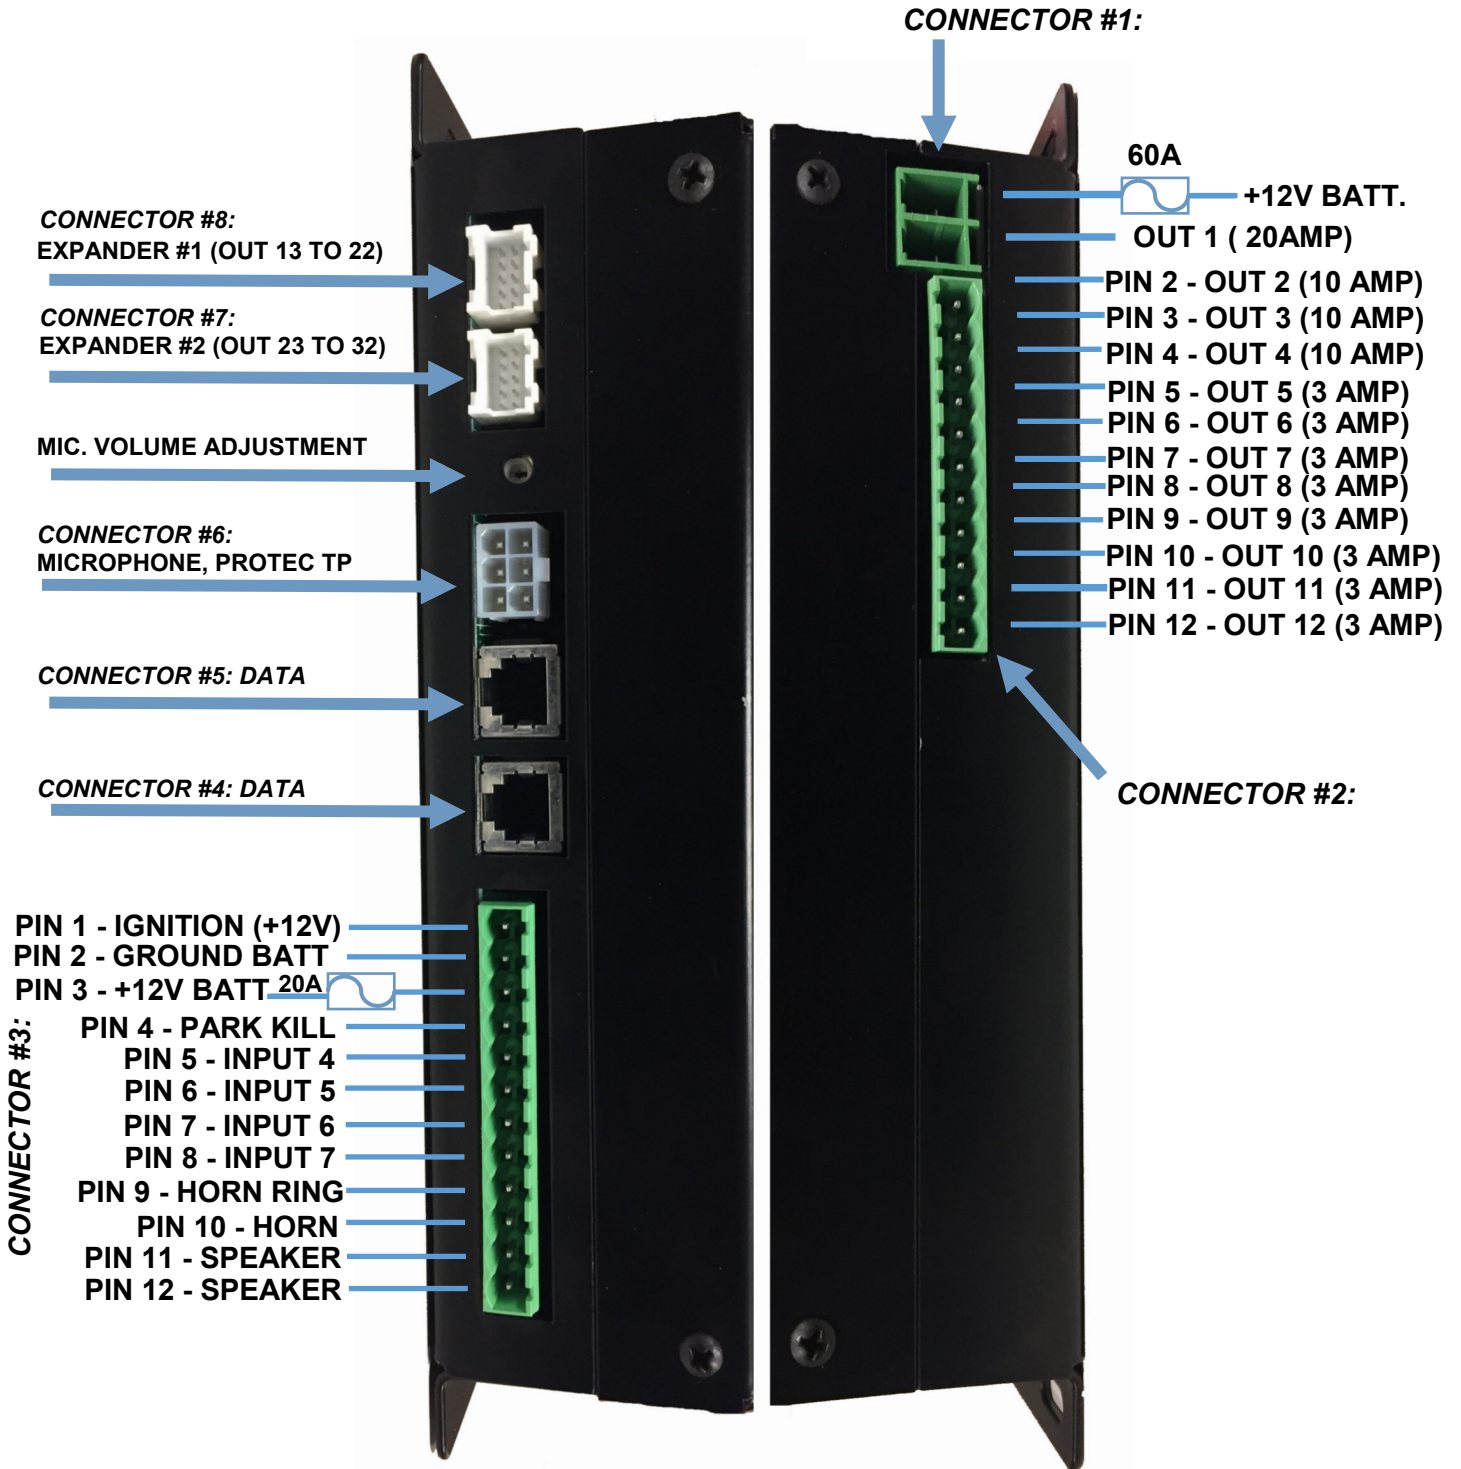 CONNECTOR #1:
60A
+12V BATT.
OUT 1 ( 20AMP)
PIN 2 - OUT 2 (10 AMP)
PIN 3 - OUT 3 (10 AMP)
PIN 4 - OUT 4 (10 AMP)
PIN 5 - OUT 5 (3 AMP)
PIN 6 - OUT 6 (3 AMP)
PIN 7 - OUT 7 (3 AMP)
PIN 8 - OUT 8 (3 AMP)
PIN 9 - OUT 9 (3 AMP)
PIN 10 - OUT 10 (3 AMP)
PIN 11 - OUT 11 (3 AMP)
PIN 12 - OUT 12 (3 AMP)
CONNECTOR #2:
CONNECTOR #8:
EXPANDER #1 (OUT 13 TO 22)
CONNECTOR #7:
EXPANDER #2 (OUT 23 TO 32)
MIC. VOLUME ADJUSTMENT
CONNECTOR #6:
MICROPHONE, PROTEC TP
CONNECTOR #5: DATA
CONNECTOR #4: DATA
CONNECTOR #3:
PIN 1 - IGNITION (+12V)
PIN 2 - GROUND BATT
PIN 3 - +12V BATT 20A
PIN 4 - PARK KILL
PIN 5 - INPUT 4
PIN 6 - INPUT 5
PIN 7 - INPUT 6
PIN 8 - INPUT 7
PIN 9 - HORN RING
PIN 10 - HORN
PIN 11 - SPEAKER
PIN 12 - SPEAKER